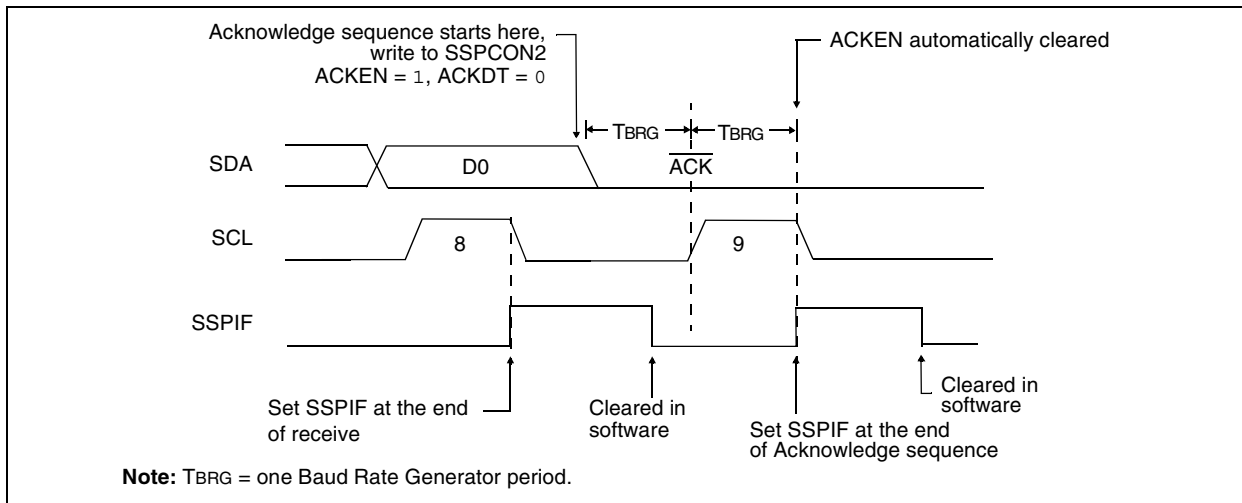 Acknowledge sequence starts here,
write to SSPCON2
ACKEN = 1, ACKDT = 0
ACKEN automatically cleared
TBRG
TBRG
SDA
D0
ACK
SCL
8
9
SSPIF
Set SSPIF at the end
of receive
Cleared in
software
Set SSPIF at the end
of Acknowledge sequence
Cleared in
software
Note: TBRG = one Baud Rate Generator period.